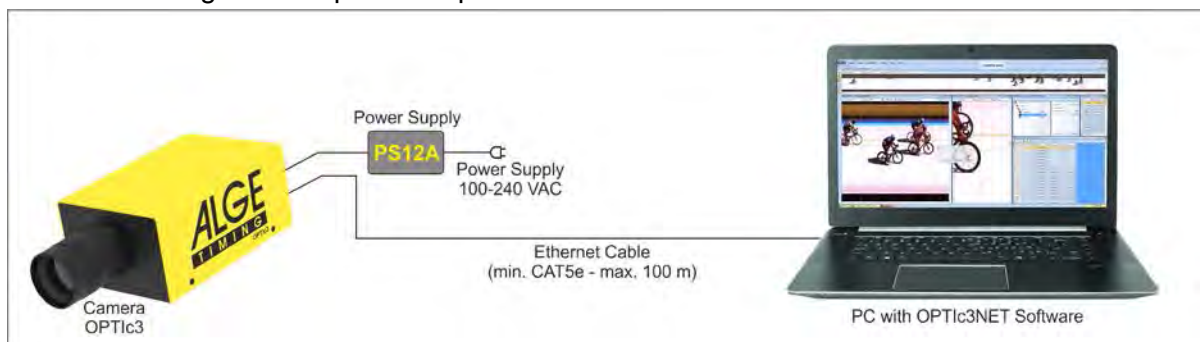 Power Supply
PS12A
Power Supply
100-240 VAC
ALGE
TIMING
OPTIc3
Ethernet Cable
(min. CAT5e - max. 100 m)
Camera
OPTIc3
PC with OPTIc3NET Software